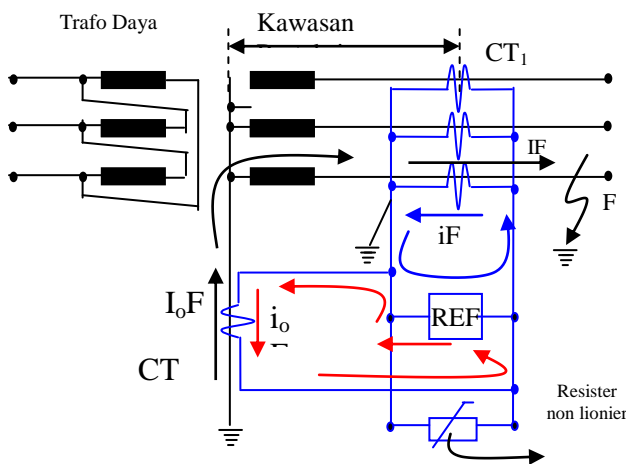 Trafo Daya
Kawasan
CT1
IF
F
iF
IoF
io
REF
CT
Resister
non lionier